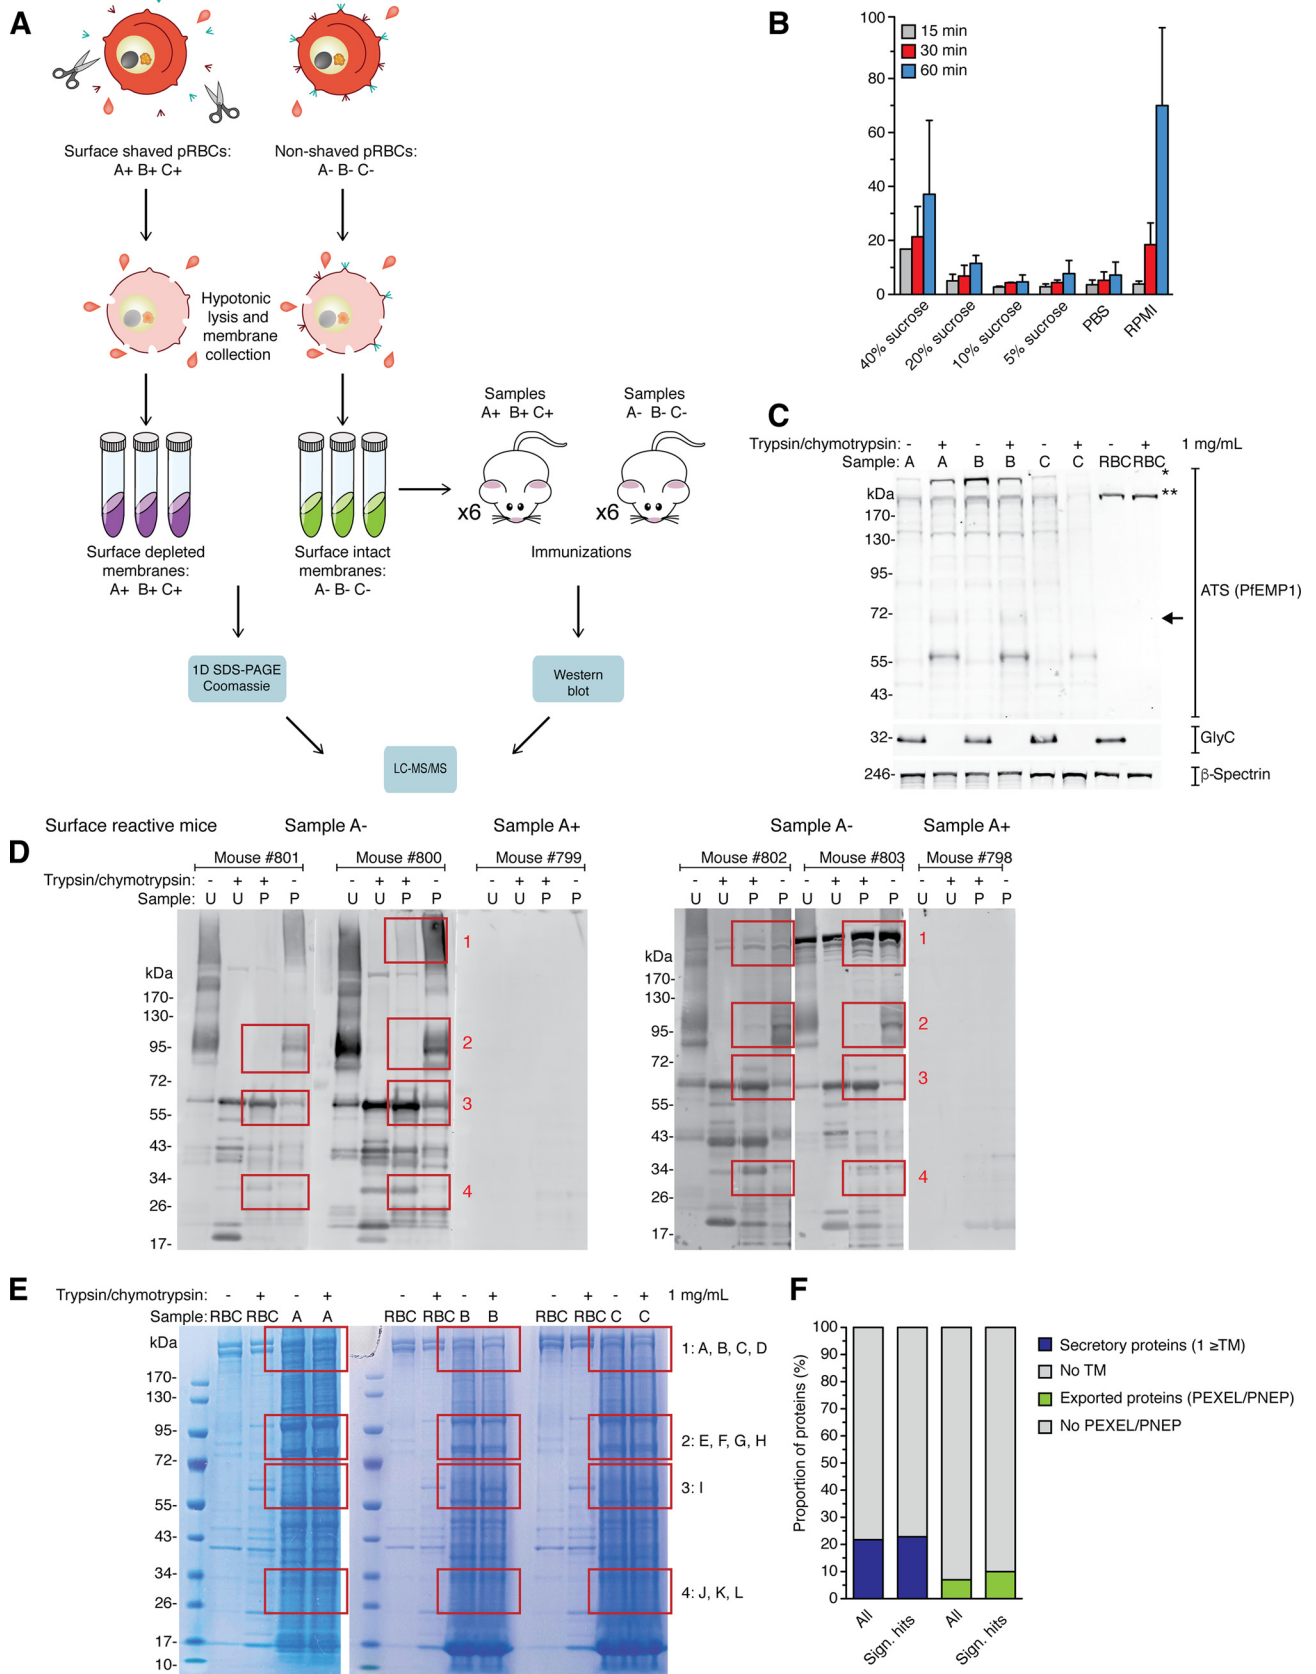 A
Surface shaved pRBCs:
A+ B+ C+
Non-shaved pRBCs:
A- B- C-
Hypotonic
lysis and
membrane
collection
Surface depleted
membranes:
A+ B+ C+
Surface intact
membranes:
A- B- C-
Samples
A+ B+ C+
Samples
A- B- C-
x6
x6
Immunizations
1D SDS-PAGE
Coomassie
Western
blot
LC-MS/MS
B
100
80
60
40
20
0
15 min
30 min
60 min
40% sucrose
20% sucrose
10% sucrose
5% sucrose
PBS
RPMI
C
Trypsin/chymotrypsin: - + - + - + - + 1 mg/mL
Sample: A A B B C C RBC RBC
*
**
kDa
170-
130-
95-
72-
55-
43-
32-
246-
ATS (PfEMP1)
GlyC
β-Spectrin
D
Surface reactive mice
Sample A- Sample A+
Mouse #801 Mouse #800 Mouse #799
Trypsin/chymotrypsin: - + + - - + + - - + + -
Sample: U U P P U U P P U U P P
kDa
170-
130-
95-
72-
55-
43-
34-
26-
17-
1
2
3
4
Sample A- Sample A+
Mouse #802 Mouse #803 Mouse #798
- + + - - + + - - + + -
U U P P U U P P U U P P
kDa
170-
130-
95-
72-
55-
43-
34-
26-
17-
1
2
3
4
E
Trypsin/chymotrypsin: - + - + - + - + - + - + 1 mg/mL
Sample: RBC RBC A A RBC RBC B B RBC RBC C C
kDa
170-
130-
95-
72-
55-
43-
34-
26-
17-
10-
1: A, B, C, D
2: E, F, G, H
3: I
4: J, K, L
F
Proportion of proteins (%)
100
90
80
70
60
50
40
30
20
10
0
All
Sign. hits
All
Sign. hits
Secretory proteins (1 ≥TM)
No TM
Exported proteins (PEXEL/PNEP)
No PEXEL/PNEP